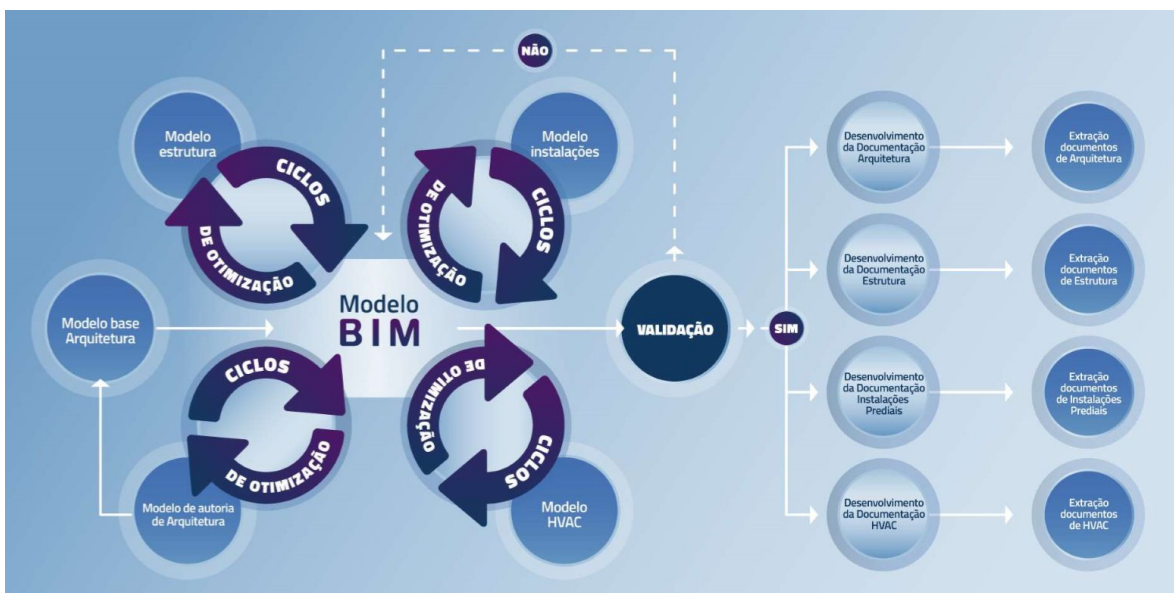 NÃO
Modelo
estrutura
CICLOS
DE OTIMIZAÇÃO
Modelo
instalações
CICLOS
DE OTIMIZAÇÃO
Modelo base
Arquitetura
Modelo
BIM
VALIDAÇÃO
SIM
CICLOS
DE OTIMIZAÇÃO
Modelo de autoria
de Arquitetura
DE OTIMIZAÇÃO
CICLOS
Modelo
HVAC
Desenvolvimento
da Documentação
Arquitetura
Extração
documentos
de Arquitetura
Desenvolvimento
da Documentação
Estrutura
Extração
documentos
de Estrutura
Desenvolvimento
da Documentação
Instalações
Prediais
Extração
documentos
de Instalações
Prediais
Desenvolvimento
da Documentação
HVAC
Extração
documentos
de HVAC